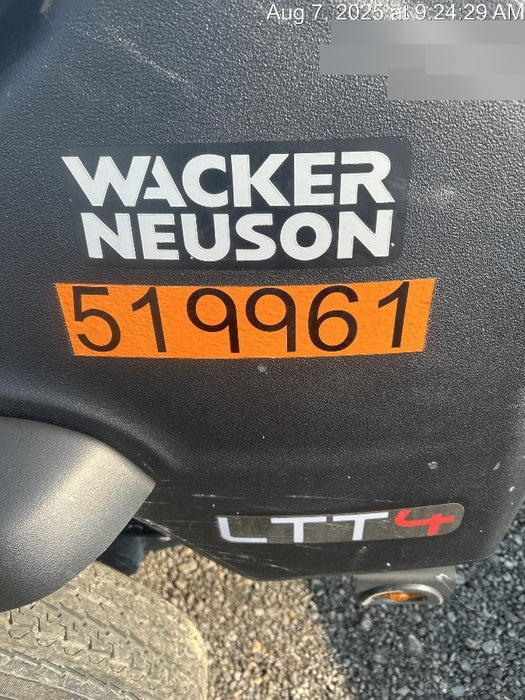 Aug 7, 2025 at 9:24:29 AM
WACKER
NEUSON
519961
LTT4